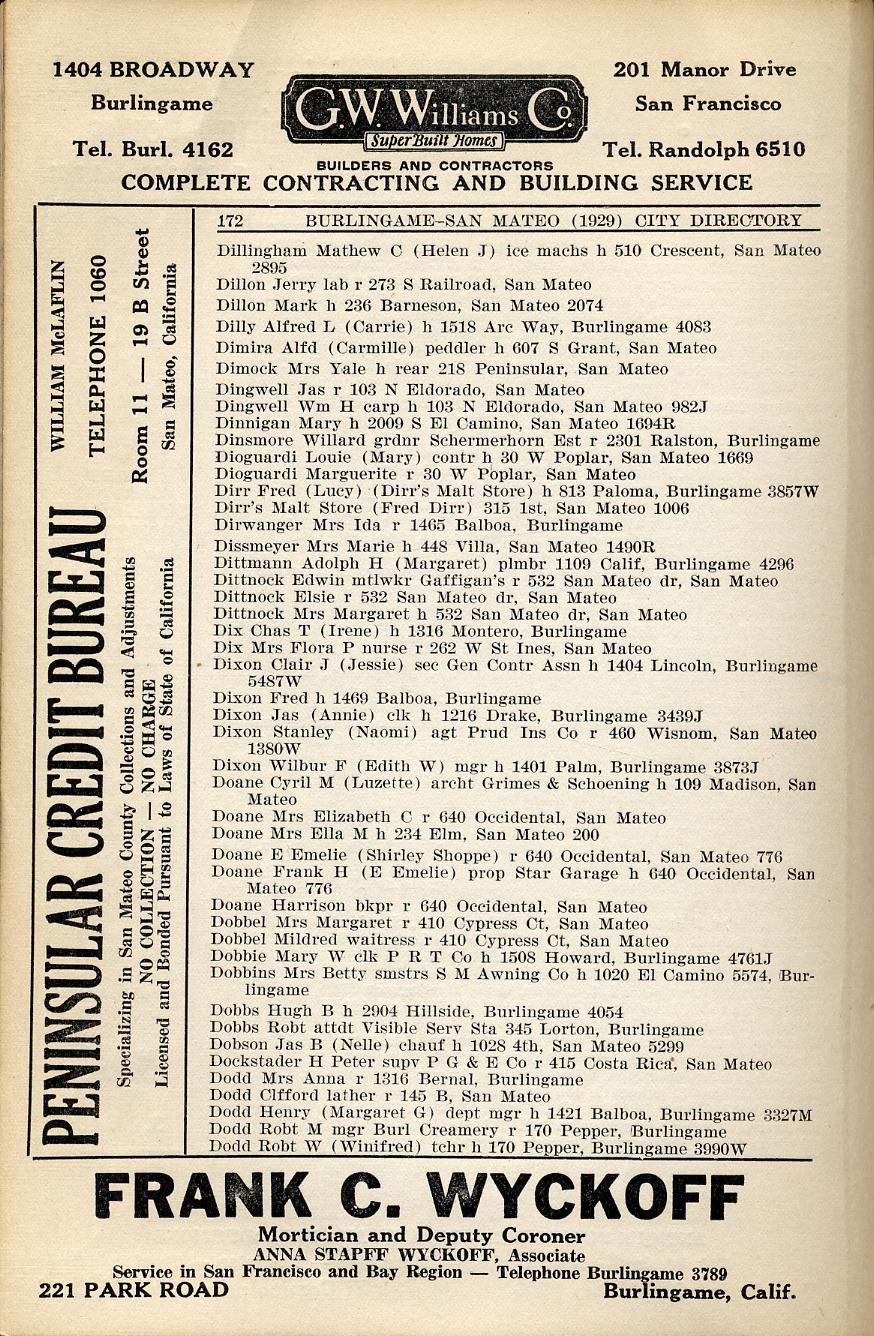 1404 BROADWAY
Burlingame
Tel. Burl. 4162
G.W. Williams Co.
Super Built Homes
BUILDERS AND CONTRACTORS
201 Manor Drive
San Francisco
Tel. Randolph 6510
COMPLETE CONTRACTING AND BUILDING SERVICE
PENINSULAR CREDIT BUREAU
Specializing in San Mateo County Collections and Adjustments
NO COLLECTION — NO CHARGE
Licensed and Bonded Pursuant to Laws of State of California
WILLIAM McLAFLIN
TELEPHONE 1060
Room 11 — 19 B Street
San Mateo, California
172 BURLINGAME-SAN MATEO (1929) CITY DIRECTORY
Dillingham Mathew C (Helen J) ice machs h 510 Crescent, San Mateo
2895
Dillon Jerry lab r 273 S Railroad, San Mateo
Dillon Mark h 236 Barneson, San Mateo 2074
Dilly Alfred L (Carrie) h 1518 Arc Way, Burlingame 4083
Dimira Alfd (Carmille) peddler h 607 S Grant, San Mateo
Dimock Mrs Yale h rear 218 Peninsular, San Mateo
Dingwell Jas r 103 N Eldorado, San Mateo
Dingwell Wm H carp h 103 N Eldorado, San Mateo 982J
Dinnigan Mary h 2009 S El Camino, San Mateo 1694R
Dinsmore Willard grdnr Schermerhorn Est r 2301 Ralston, Burlingame
Dioguardi Louie (Mary) contr h 30 W Poplar, San Mateo 1669
Dioguardi Marguerite r 30 W Poplar, San Mateo
Dirr Fred (Lucy) (Dirr's Malt Store) h 813 Paloma, Burlingame 3857W
Dirr's Malt Store (Fred Dirr) 315 1st, San Mateo 1006
Dirwanger Mrs Ida r 1465 Balboa, Burlingame
Dissmeyer Mrs Marie h 448 Villa, San Mateo 1490R
Dittmann Adolph H (Margaret) plmbr 1109 Calif, Burlingame 4296
Dittnock Edwin mtlwkr Gaffigan's r 532 San Mateo dr, San Mateo
Dittnock Elsie r 532 San Mateo dr, San Mateo
Dittnock Mrs Margaret h 532 San Mateo dr, San Mateo
Dix Chas T (Irene) h 1316 Montero, Burlingame
Dix Mrs Flora P nurse r 262 W St Ines, San Mateo
Dixon Clair J (Jessie) sec Gen Contr Assn h 1404 Lincoln, Burlingame
5487W
Dixon Fred h 1469 Balboa, Burlingame
Dixon Jas (Annie) clk h 1216 Drake, Burlingame 3439J
Dixon Stanley (Naomi) agt Prud Ins Co r 460 Wisnom, San Mateo
1380W
Dixon Wilbur F (Edith W) mgr h 1401 Palm, Burlingame 3873J
Doane Cyril M (Luzette) archt Grimes & Schoening h 109 Madison, San
Mateo
Doane Mrs Elizabeth C r 640 Occidental, San Mateo
Doane Mrs Ella M h 234 Elm, San Mateo 200
Doane E Emelie (Shirley Shoppe) r 640 Occidental, San Mateo 776
Doane Frank H (E Emelie) prop Star Garage h 640 Occidental, San
Mateo 776
Doane Harrison bkpr r 640 Occidental, San Mateo
Dobbel Mrs Margaret r 410 Cypress Ct, San Mateo
Dobbel Mildred waitress r 410 Cypress Ct, San Mateo
Dobbie Mary W clk P R T Co h 1508 Howard, Burlingame 4761J
Dobbins Mrs Betty smstrs S M Awning Co h 1020 El Camino 5574, Bur-
lingame
Dobbs Hugh B h 2904 Hillside, Burlingame 4054
Dobbs Robt attdt Visible Serv Sta 345 Lorton, Burlingame
Dobson Jas B (Nelle) chauf h 1028 4th, San Mateo 5299
Dockstader H Peter supv P G & E Co r 415 Costa Rica, San Mateo
Dodd Mrs Anna r 1316 Bernal, Burlingame
Dodd Clfford lather r 145 B, San Mateo
Dodd Henry (Margaret G) dept mgr h 1421 Balboa, Burlingame 3327M
Dodd Robt M mgr Burl Creamery r 170 Pepper, Burlingame
Dodd Robt W (Winifred) tchr h 170 Pepper, Burlingame 3990W
FRANK C. WYCKOFF
Mortician and Deputy Coroner
ANNA STAPFF WYCKOFF, Associate
Service in San Francisco and Bay Region — Telephone Burlingame 3789
221 PARK ROAD Burlingame, Calif.